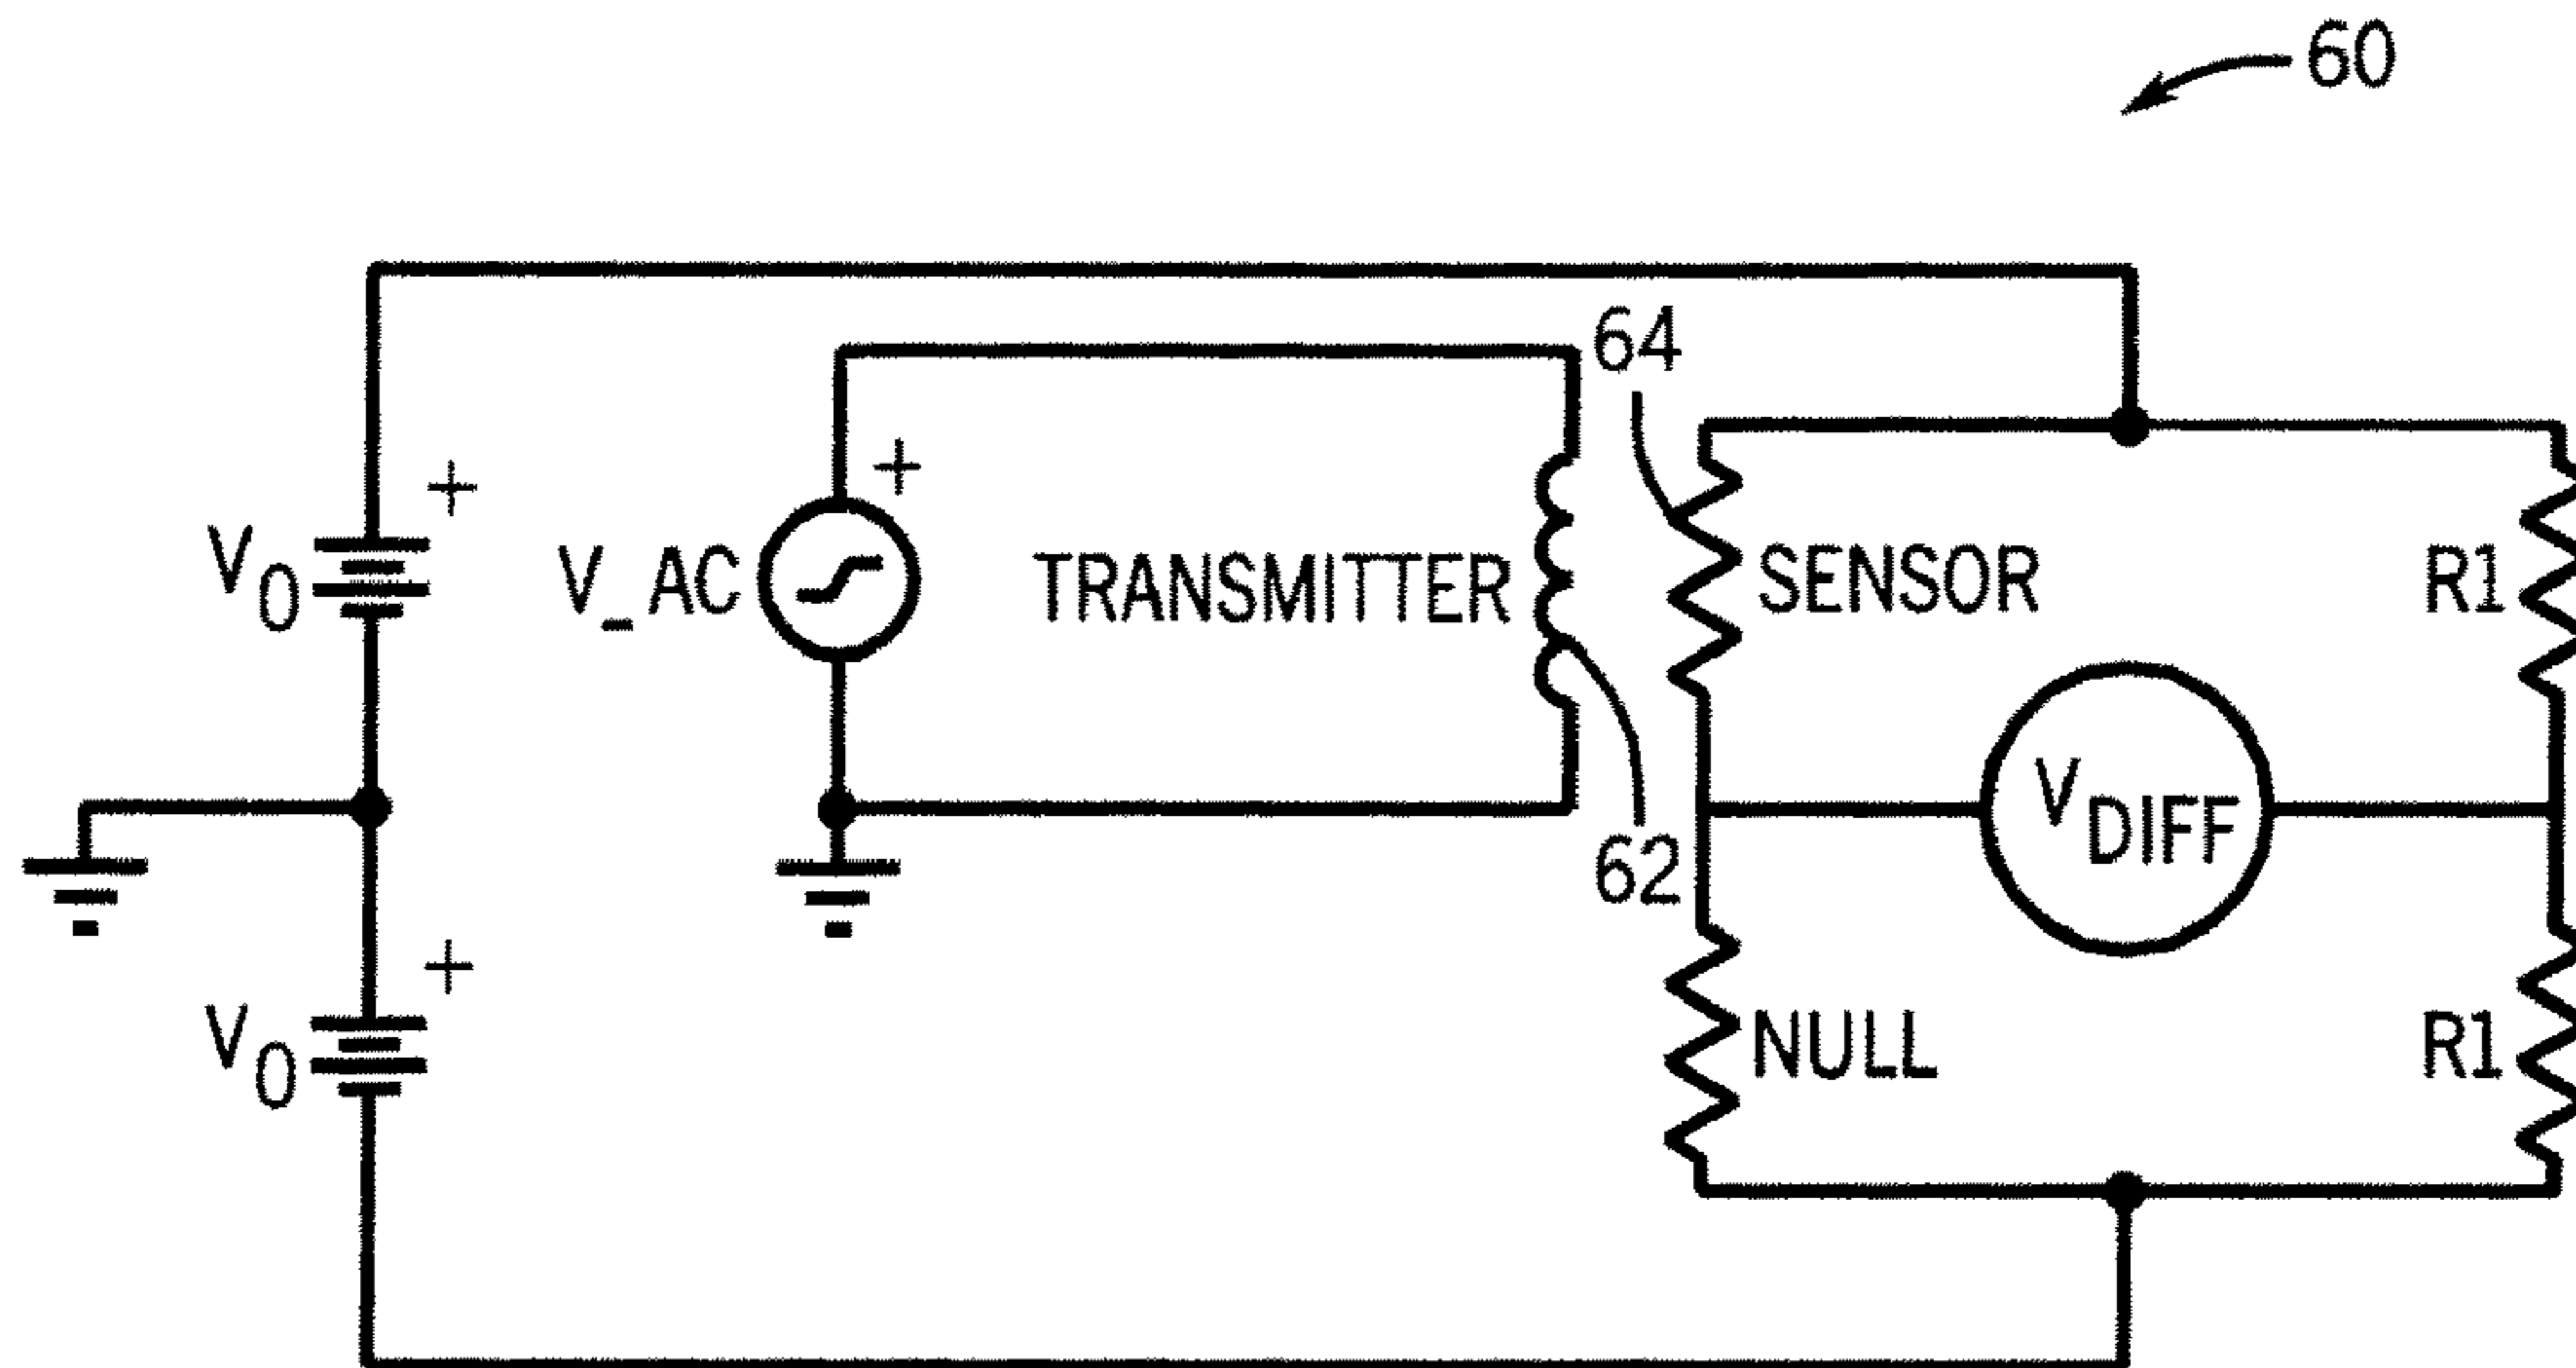 60
64
+
+
V0
V_AC
TRANSMITTER
SENSOR
R1
VDIFF
62
+
V0
NULL
R1